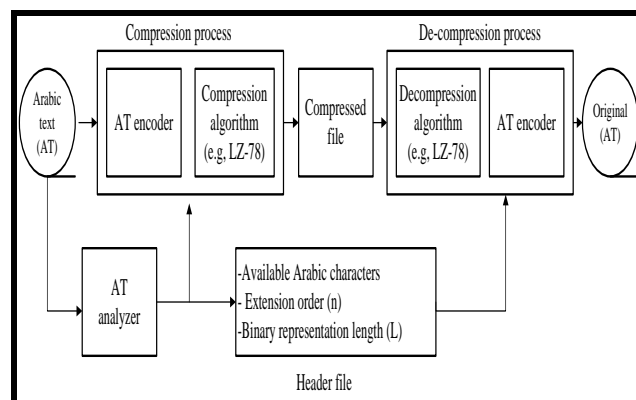 Compression process
De-compression process
Arabic
text
(AT)
AT encoder
Compression
algorithm
(e.g, LZ-78)
Compressed
file
Decompression
algorithm
(e.g, LZ-78)
AT encoder
Original
(AT)
AT
analyzer
-Available Arabic characters
- Extension order (n)
-Binary representation length (L)
Header file